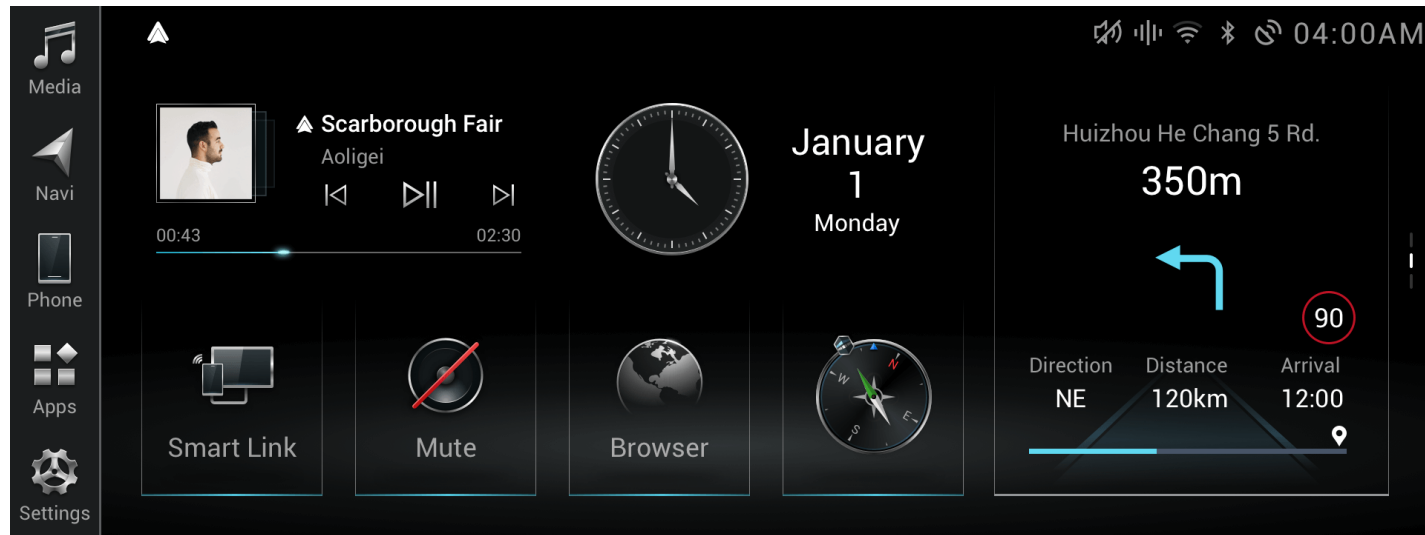 Media
Navi
Phone
Apps
Settings
04:00AM
Scarborough Fair
Aoligei
00:43
02:30
January
1
Monday
Huizhou He Chang 5 Rd.
350m
90
Direction Distance Arrival
NE 120km 12:00
Smart Link
Mute
Browser
N
W
E
S